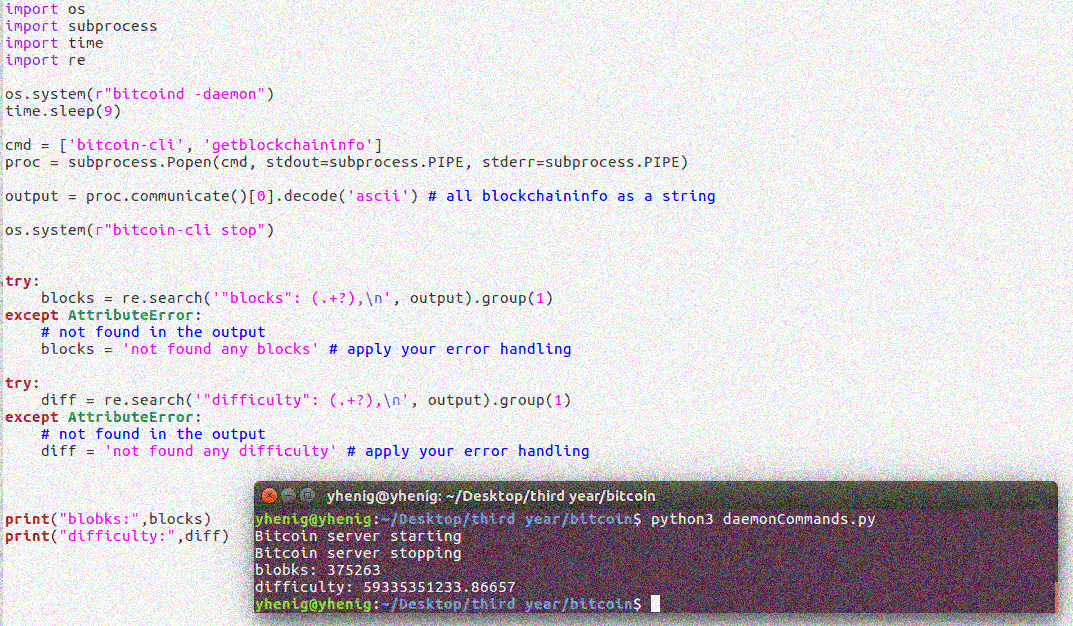 import os
import subprocess
import time
import re
os.system(r"bitcoind -daemon")
time.sleep(9)
cmd = ['bitcoin-cli', 'getblockchaininfo']
proc = subprocess.Popen(cmd, stdout=subprocess.PIPE, stderr=subprocess.PIPE)
output = proc.communicate()[0].decode('ascii') # all blockchaininfo as a string
os.system(r"bitcoin-cli stop")
try:
    blocks = re.search('"blocks": (.+?),\n', output).group(1)
except AttributeError:
    # not found in the output
    blocks = 'not found any blocks' # apply your error handling
try:
    diff = re.search('"difficulty": (.+?),\n', output).group(1)
except AttributeError:
    # not found in the output
    diff = 'not found any difficulty' # apply your error handling
print("blobks:",blocks)
print("difficulty:",diff)
yhenig@yhenig: ~/Desktop/third year/bitcoin
yhenig@yhenig:~/Desktop/third year/bitcoin$ python3 daemonCommands.py
Bitcoin server starting
Bitcoin server stopping
blobks: 375263
difficulty: 59335351233.86657
yhenig@yhenig:~/Desktop/third year/bitcoin$